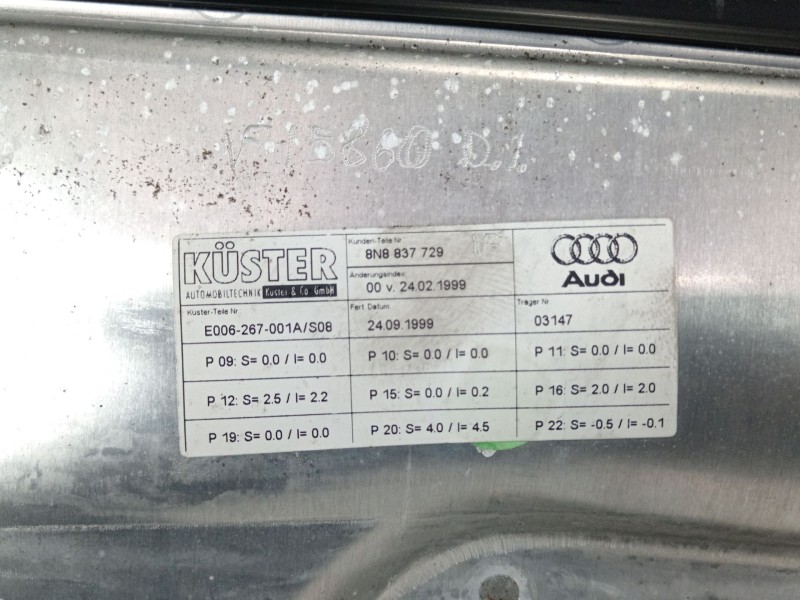 V 15860 D.1.
KÜSTER
AUTOMOBILTECHNIK Küster & Co. GmbH
Kunden-Teile Nr
8N8 837 729
Änderungsindex
00 v. 24.02.1999
Audi
Küster-Teile Nr
E006-267-001A/S08
Fert Datum
24.09.1999
Träger Nr
03147
P 09: S= 0.0 / I= 0.0
P 10: S= 0.0 / I= 0.0
P 11: S= 0.0 / I= 0.0
P 12: S= 2.5 / I= 2.2
P 15: S= 0.0 / I= 0.2
P 16: S= 2.0 / I= 2.0
P 19: S= 0.0 / I= 0.0
P 20: S= 4.0 / I= 4.5
P 22: S= -0.5 / I= -0.1